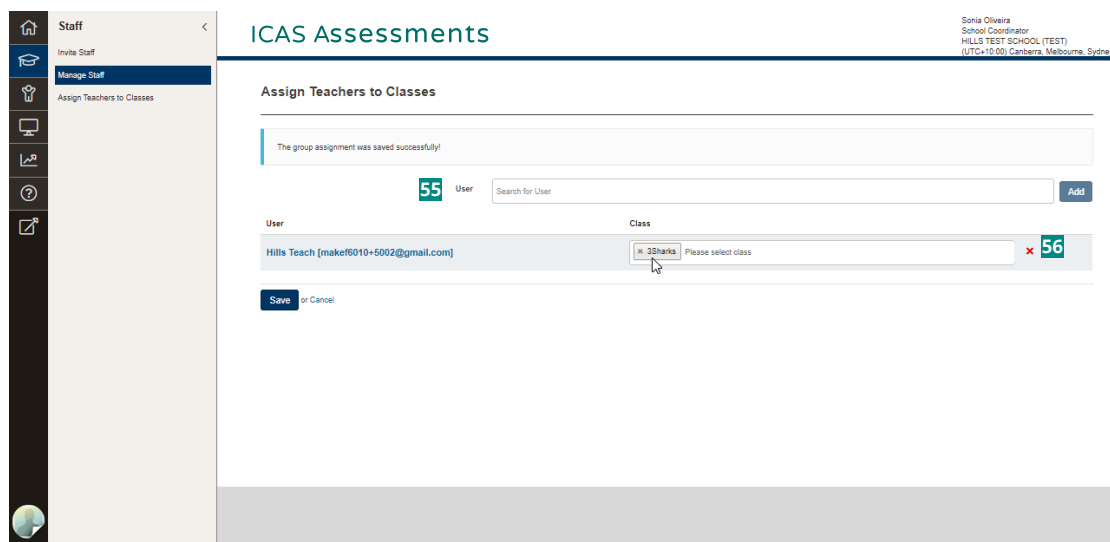 Staff
Invite Staff
Manage Staff
Assign Teachers to Classes
ICAS Assessments
Sonia Oliveira
School Coordinator
HILLS TEST SCHOOL (TEST)
(UTC+10:00) Canberra, Melbourne, Sydne
Assign Teachers to Classes
The group assignment was saved successfully!
55 User Search for User Add
User Class
Hills Teach [makef6010+5002@gmail.com] × 3Sharks Please select class × 56
Save or Cancel